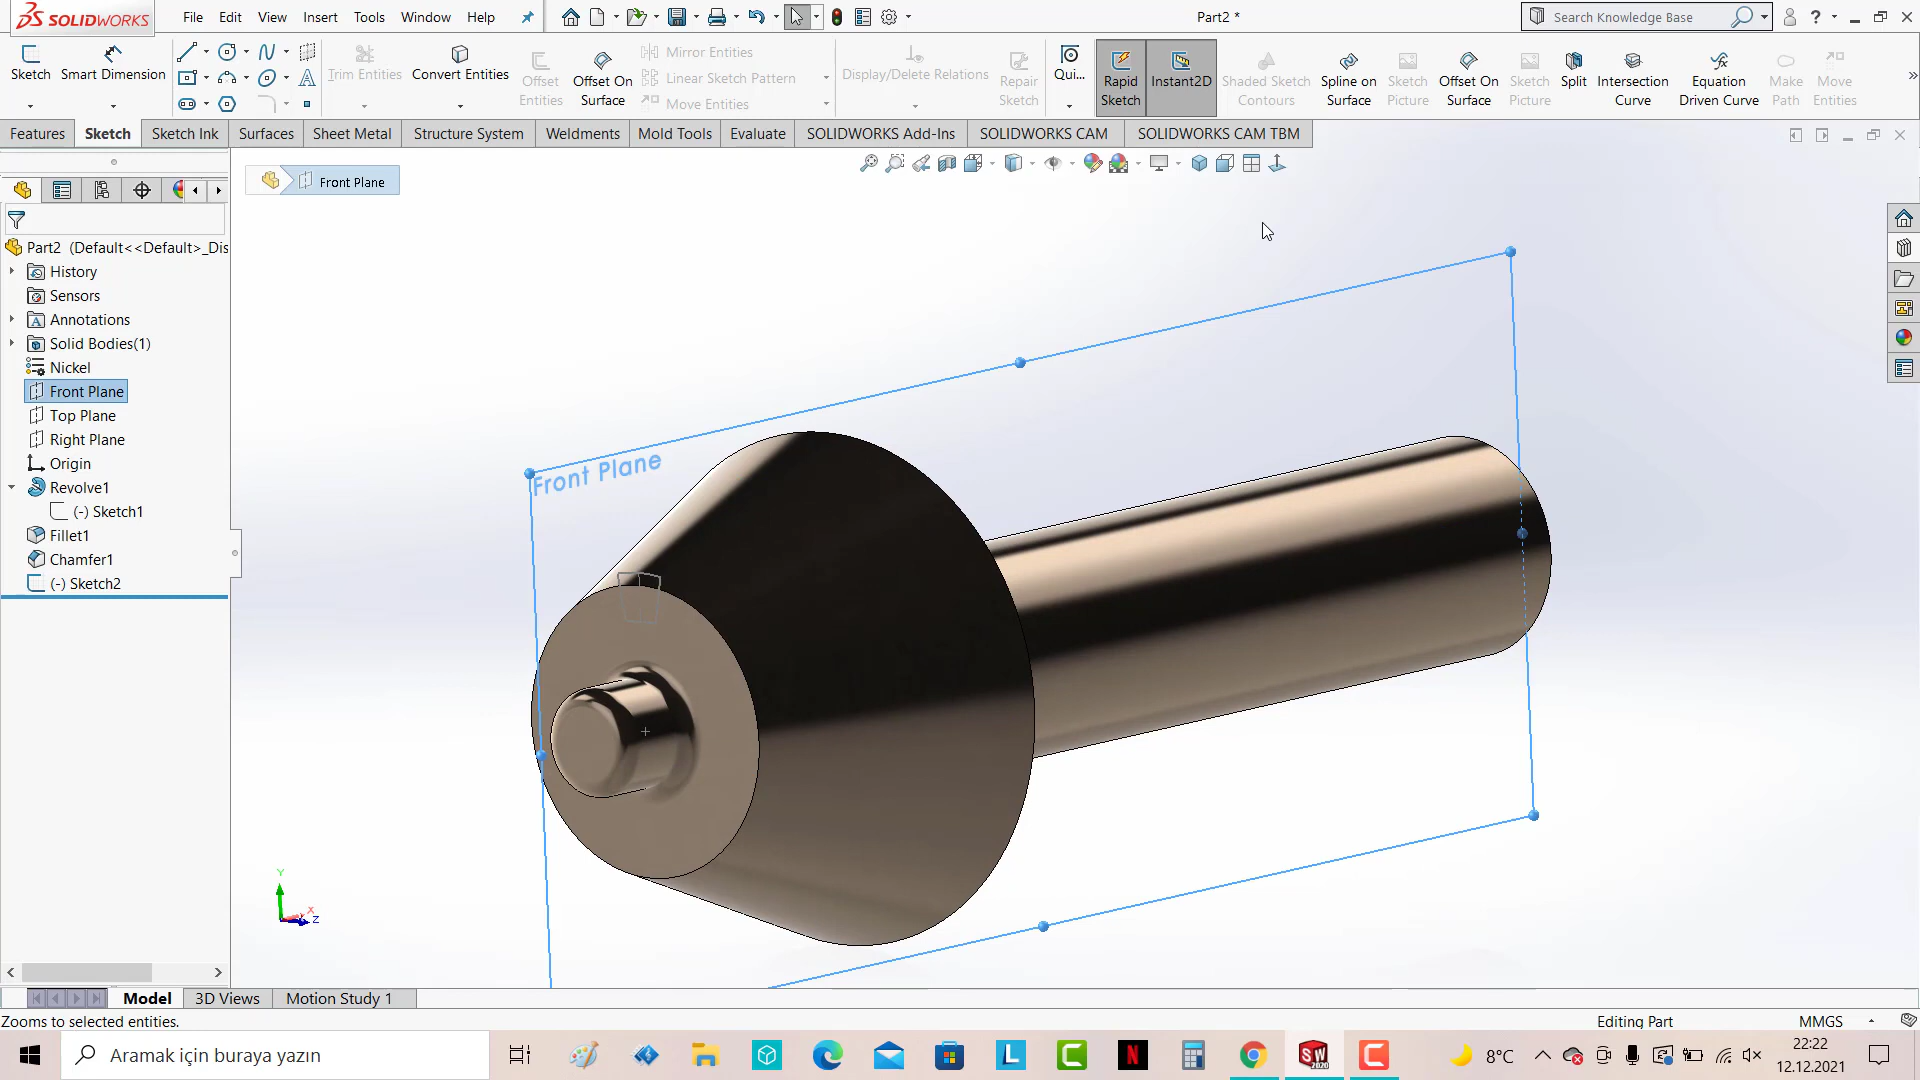 SOLIDWORKS
File Edit View Insert Tools Window Help
Part2 *
Search Knowledge Base
Sketch
Smart Dimension
Trim Entities
Convert Entities
Offset Entities
Offset On Surface
Mirror Entities
Linear Sketch Pattern
Move Entities
Display/Delete Relations
Repair Sketch
Qui...
Rapid Sketch
Instant2D
Shaded Sketch Contours
Spline on Surface
Sketch Picture
Offset On Surface
Sketch Picture
Split
Intersection Curve
Equation Driven Curve
Make Path
Move Entities
Features Sketch Sketch Ink Surfaces Sheet Metal Structure System Weldments Mold Tools Evaluate SOLIDWORKS Add-Ins SOLIDWORKS CAM SOLIDWORKS CAM TBM
Front Plane
Part2 (Default<<Default>_Dis
History
Sensors
Annotations
Solid Bodies(1)
Nickel
Front Plane
Top Plane
Right Plane
Origin
Revolve1
(-) Sketch1
Fillet1
Chamfer1
(-) Sketch2
Front Plane
Y
X
Z
Model 3D Views Motion Study 1
Zooms to selected entities.
Editing Part
MMGS
Aramak için buraya yazın
8°C
22:22
12.12.2021